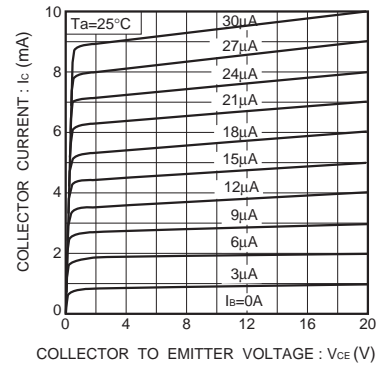 10
Ta=25°C
30µA
27µA
8
24µA
21µA
6
18µA
15µA
4
12µA
9µA
2
6µA
3µA
IB=0A
0
0 4 8 12 16 20
COLLECTOR CURRENT : IC (mA)
COLLECTOR TO EMITTER VOLTAGE : VCE (V)